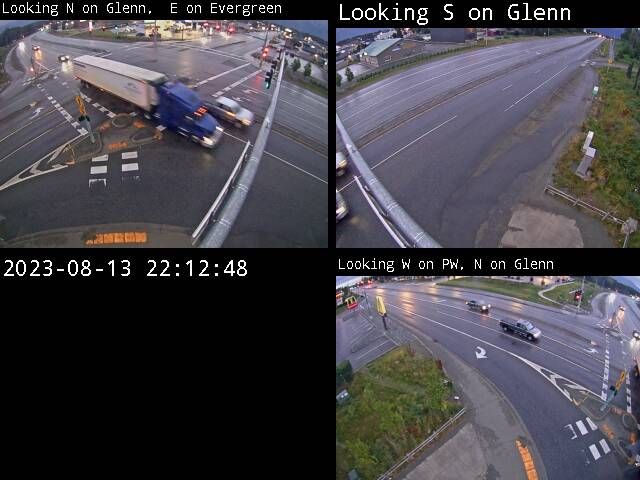 Looking N on Glenn,  E on Evergreen
Looking S on Glenn
2023-08-13 22:12:48
Looking W on PW, N on Glenn